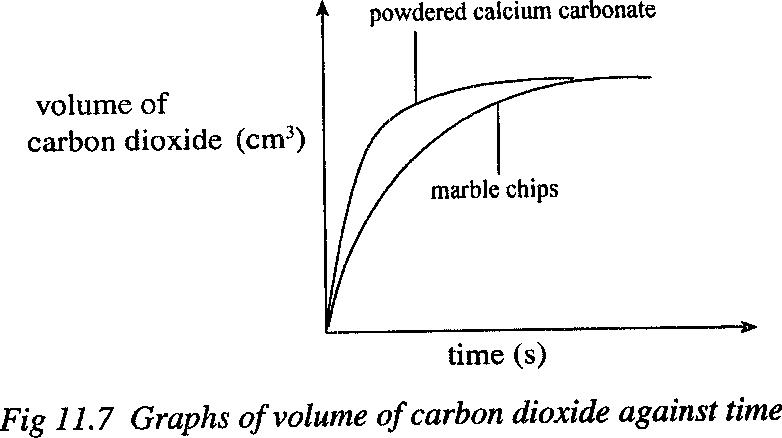 powdered calcium carbonate
volume of
carbon dioxide (cm³)
marble chips
time (s)
Fig 11.7 Graphs of volume of carbon dioxide against time